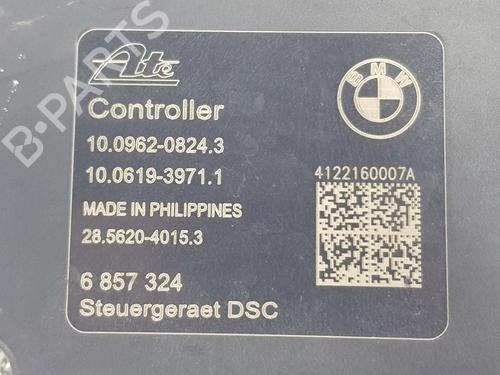 Ate
BMW
Controller
10.0962-0824.3
10.0619-3971.1
4122160007A
MADE IN PHILIPPINES
28.5620-4015.3
6 857 324
Steuergeraet DSC
B-PARTS